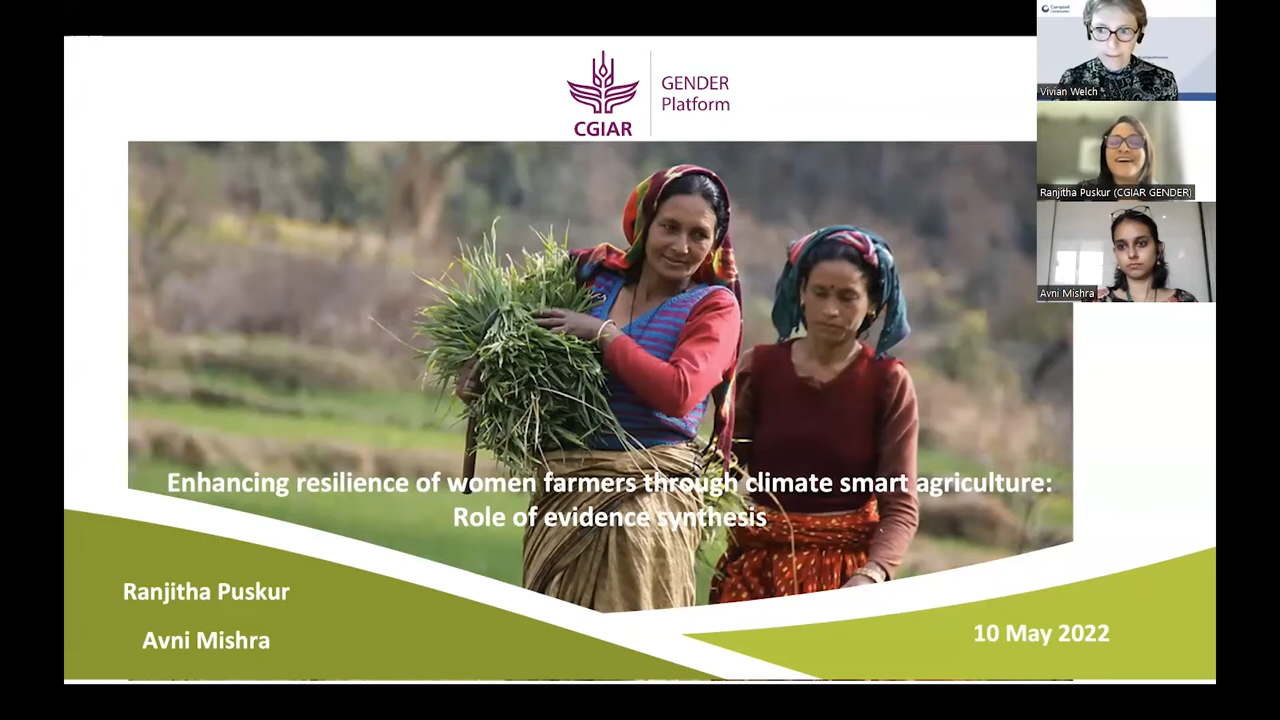 CGIAR
GENDER
Platform
Campbell
Vivian Welch
Ranjitha Puskur (CGIAR GENDER)
Avni Mishra
Enhancing resilience of women farmers through climate smart agriculture:
Role of evidence synthesis
Ranjitha Puskur
Avni Mishra
10 May 2022